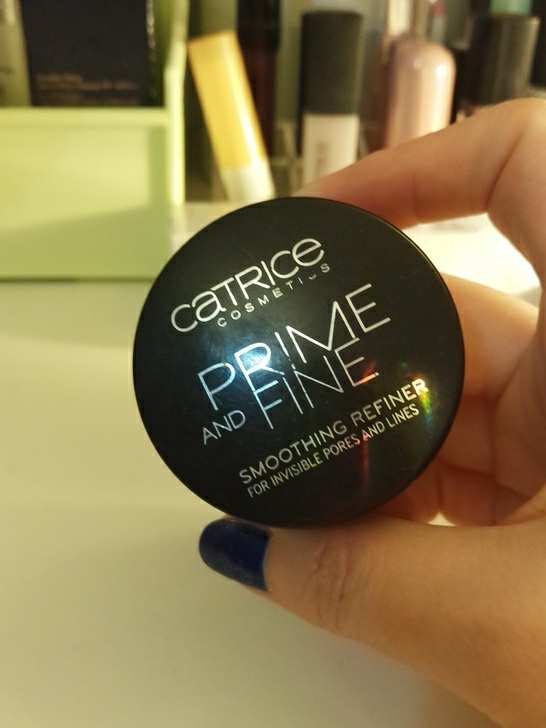 CATRICE
COSMETICS
PRIME
AND FINE
SMOOTHING REFINER
FOR INVISIBLE PORES AND LINES